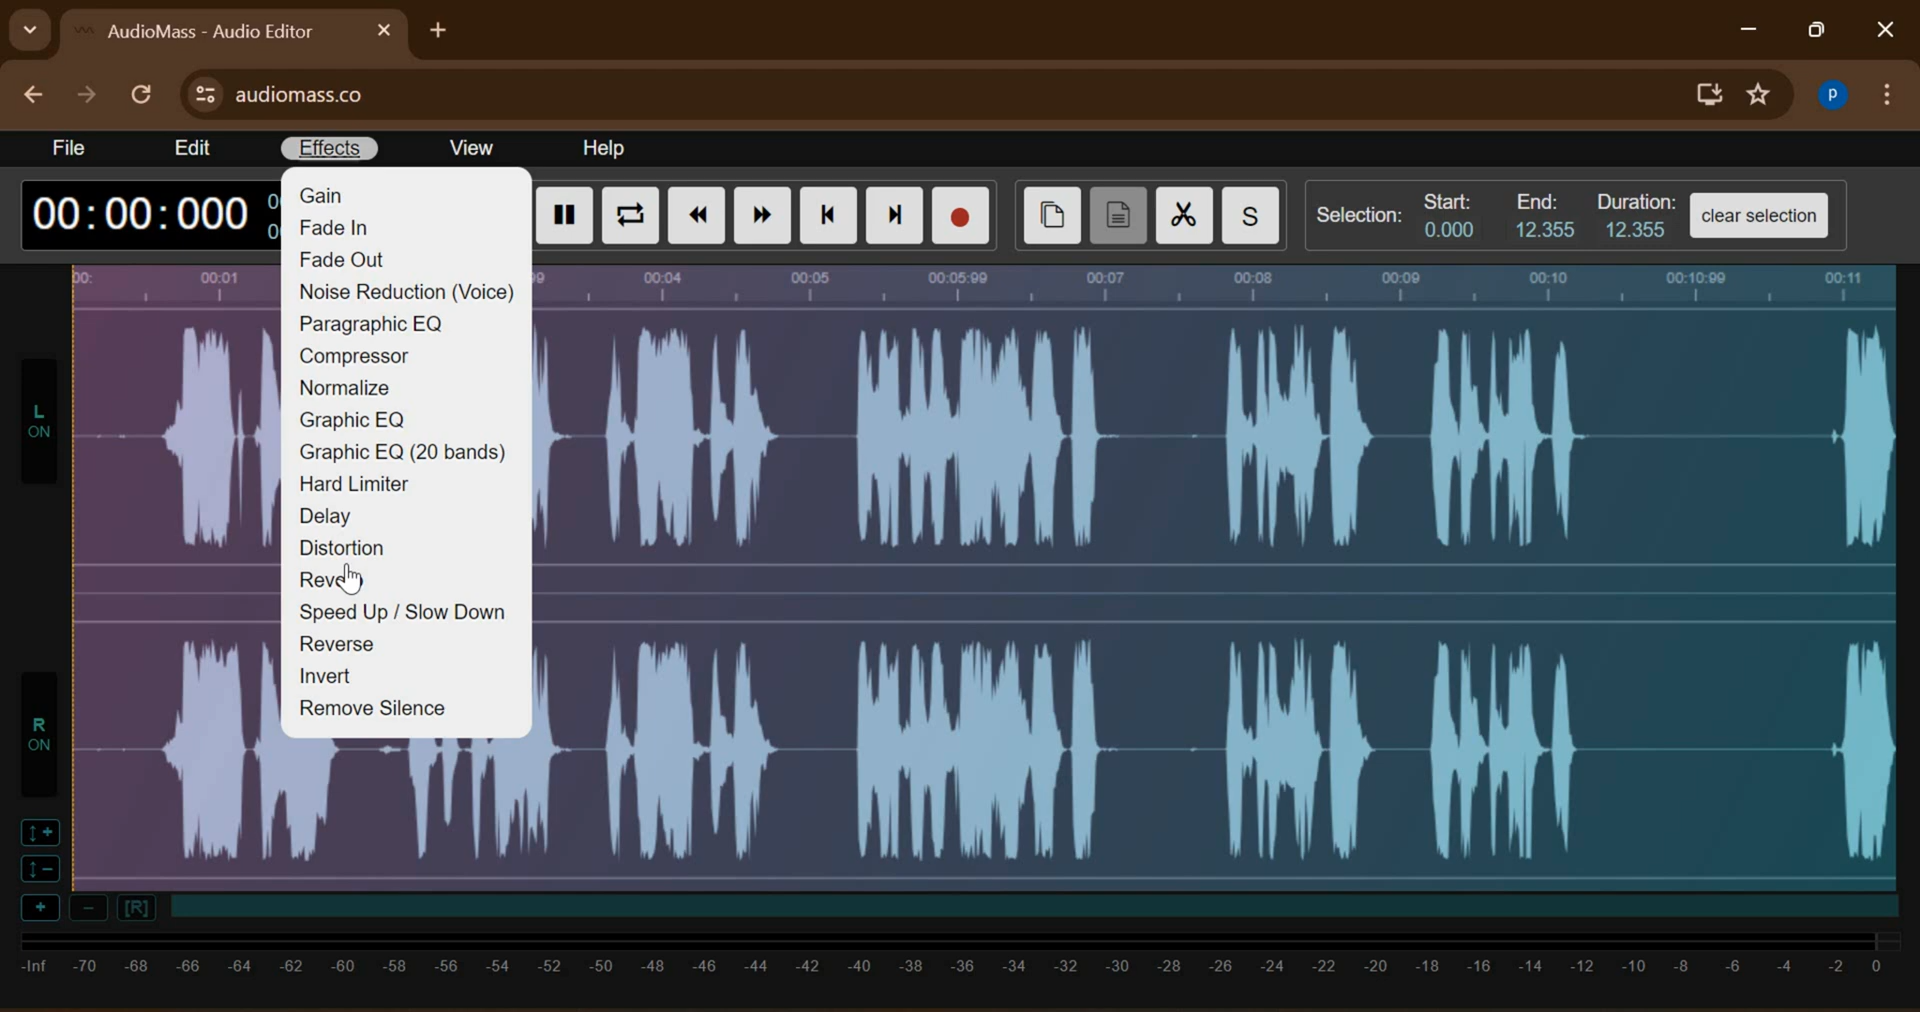 AudioMass - Audio Editor
audiomass.co
p
File Edit Effects View Help
00:00:000
Gain
Fade In
Fade Out
Noise Reduction (Voice)
Paragraphic EQ
Compressor
Normalize
Graphic EQ
Graphic EQ (20 bands)
Hard Limiter
Delay
Distortion
Speed Up / Slow Down
Reverse
Invert
Remove Silence
S
Selection:
Start: End: Duration:
0.000 12.355 12.355
clear selection
00: 00:01 99 00:04 00:05 00:05:99 00:07 00:08 00:09 00:10 00:10:99 00:11
L
ON
R
ON
[R]
-Inf -70 -68 -66 -64 -62 -60 -58 -56 -54 -52 -50 -48 -46 -44 -42 -40 -38 -36 -34 -32 -30 -28 -26 -24 -22 -20 -18 -16 -14 -12 -10 -8 -6 -4 -2 0